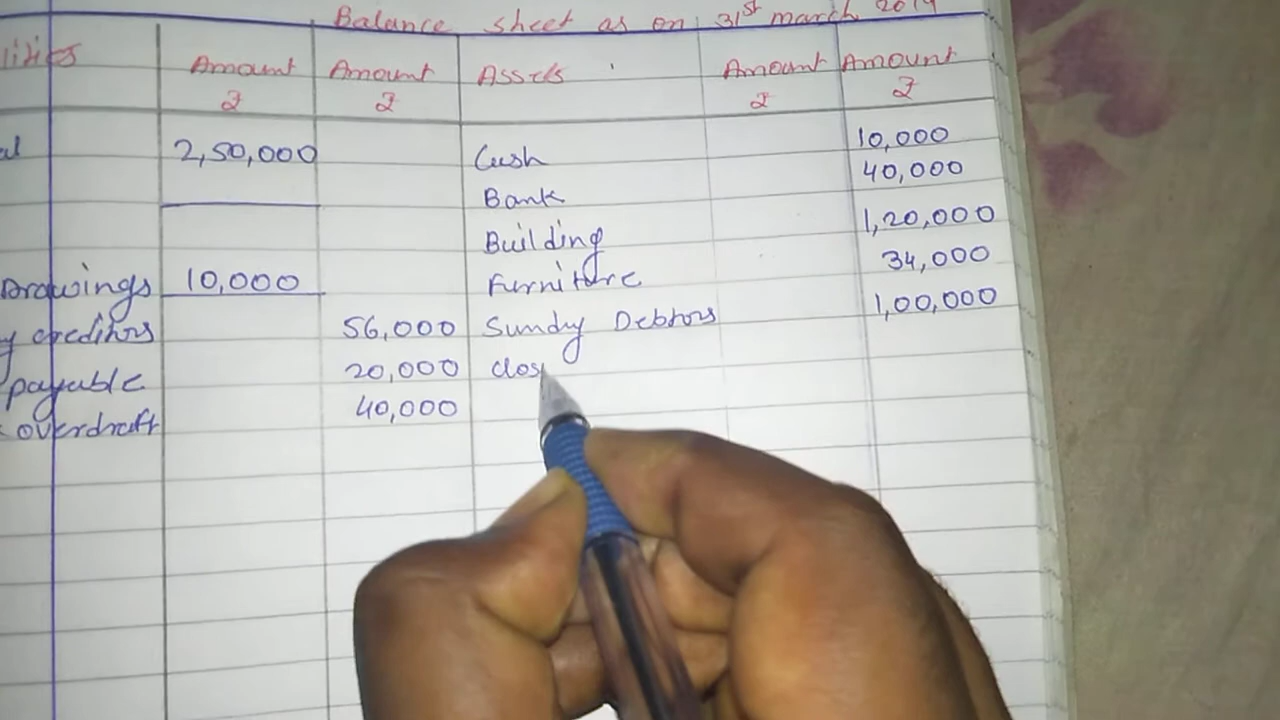 Balance sheet as on 31st march 2019
Amount Amount Assets Amount Amount
₹ ₹ ₹ ₹
2,50,000 Cash 10,000
Bank 40,000
Building 1,20,000
Drawings 10,000 Furniture 34,000
creditors 56,000 Sundry Debtors 1,00,000
payable 20,000 clos
overdraft 40,000